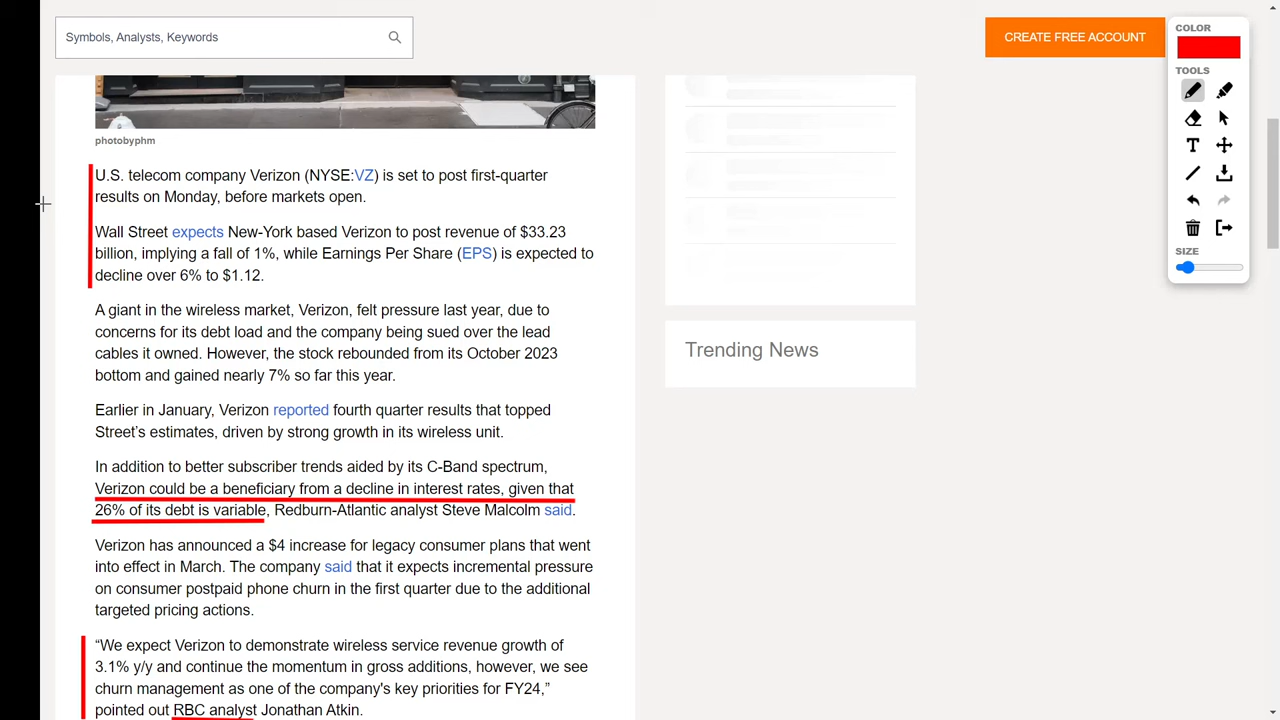 Symbols, Analysts, Keywords
CREATE FREE ACCOUNT
COLOR
TOOLS
T
SIZE
photobyphm
U.S. telecom company Verizon (NYSE:VZ) is set to post first-quarter
results on Monday, before markets open.
Wall Street expects New-York based Verizon to post revenue of $33.23
billion, implying a fall of 1%, while Earnings Per Share (EPS) is expected to
decline over 6% to $1.12.
A giant in the wireless market, Verizon, felt pressure last year, due to
concerns for its debt load and the company being sued over the lead
cables it owned. However, the stock rebounded from its October 2023
bottom and gained nearly 7% so far this year.
Earlier in January, Verizon reported fourth quarter results that topped
Street’s estimates, driven by strong growth in its wireless unit.
In addition to better subscriber trends aided by its C-Band spectrum,
Verizon could be a beneficiary from a decline in interest rates, given that
26% of its debt is variable, Redburn-Atlantic analyst Steve Malcolm said.
Verizon has announced a $4 increase for legacy consumer plans that went
into effect in March. The company said that it expects incremental pressure
on consumer postpaid phone churn in the first quarter due to the additional
targeted pricing actions.
“We expect Verizon to demonstrate wireless service revenue growth of
3.1% y/y and continue the momentum in gross additions, however, we see
churn management as one of the company's key priorities for FY24,”
pointed out RBC analyst Jonathan Atkin.
Trending News